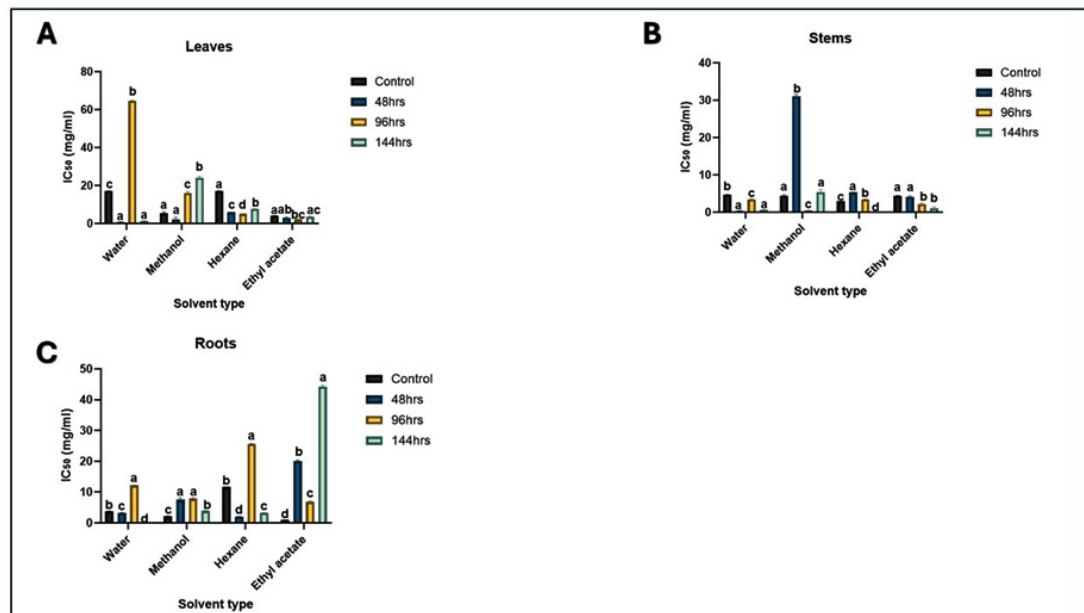 A
Leaves
80
60
40
20
0
IC50 (mg/ml)
c a b a
a a c b
a c d b
a ab bc ac
Water
Methanol
Hexane
Ethyl acetate
Solvent type
Control
48hrs
96hrs
144hrs
B
Stems
40
30
20
10
0
IC50 (mg/ml)
b a c a
a b c a
c a b d
a a b b
Water
Methanol
Hexane
Ethyl acetate
Solvent type
Control
48hrs
96hrs
144hrs
C
Roots
50
40
30
20
10
0
IC50 (mg/ml)
b c a d
c a a b
b d a c
d b c a
Water
Methanol
Hexane
Ethyl acetate
Solvent type
Control
48hrs
96hrs
144hrs